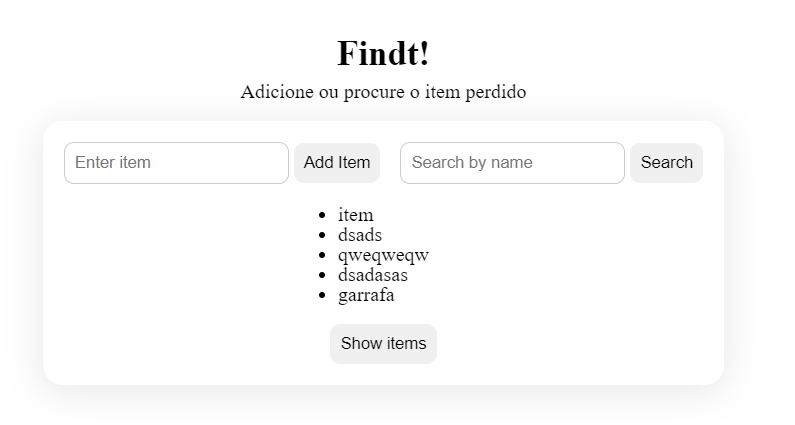 Findt!
Adicione ou procure o item perdido
Enter item Add Item Search by name Search
item
dsads
qweqweqw
dsadasas
garrafa
Show items